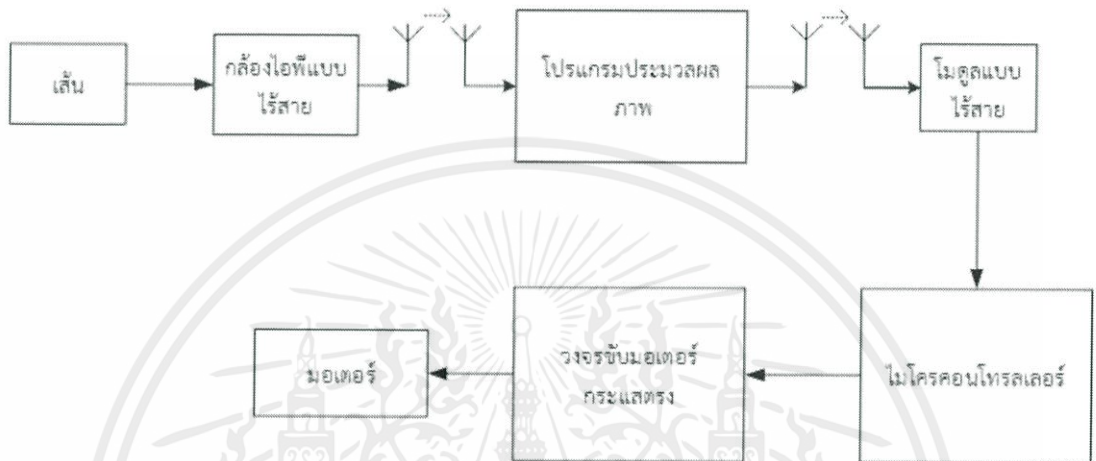 เส้น
กล้องไอพีแบบ
ไร้สาย
โปรแกรมประมวลผล
ภาพ
โมดูลแบบ
ไร้สาย
มอเตอร์
วงจรขับมอเตอร์
กระแสตรง
ไมโครคอนโทรลเลอร์